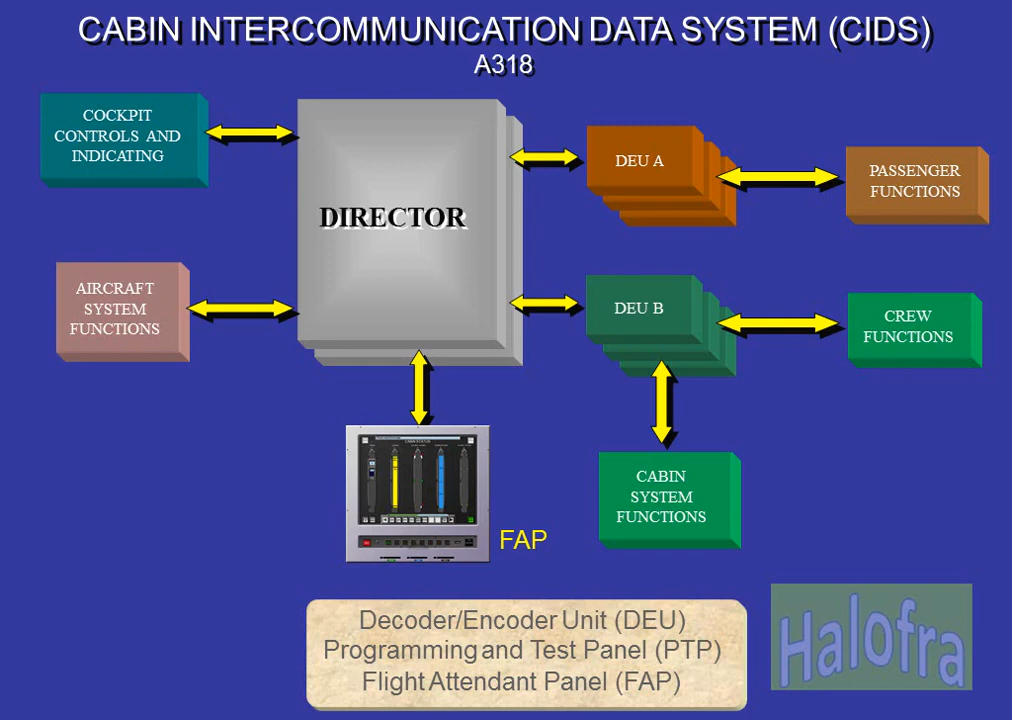 CABIN INTERCOMMUNICATION DATA SYSTEM (CIDS)
A318
COCKPIT
CONTROLS AND
INDICATING
DIRECTOR
DEU A
PASSENGER
FUNCTIONS
AIRCRAFT
SYSTEM
FUNCTIONS
DEU B
CREW
FUNCTIONS
CABIN STATUS
CABIN
SYSTEM
FUNCTIONS
FAP
Decoder/Encoder Unit (DEU)
Programming and Test Panel (PTP)
Flight Attendant Panel (FAP)
Halofra